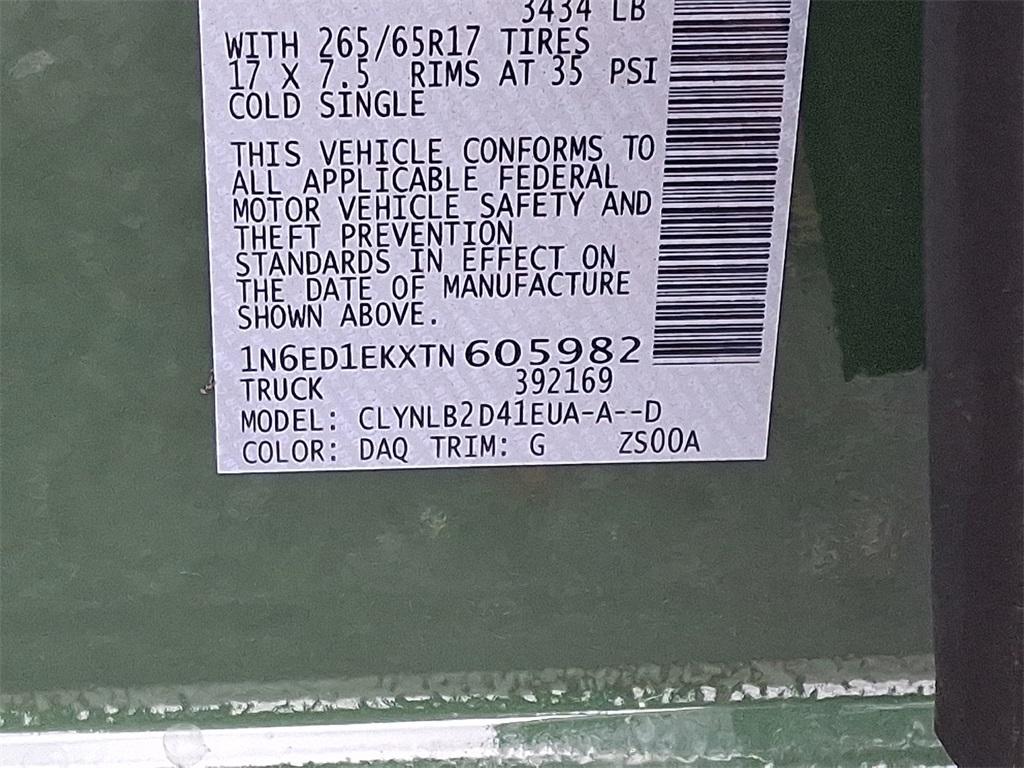 3434 LB
WITH 265/65R17 TIRES
17 X 7.5 RIMS AT 35 PSI
COLD SINGLE
THIS VEHICLE CONFORMS TO
ALL APPLICABLE FEDERAL
MOTOR VEHICLE SAFETY AND
THEFT PREVENTION
STANDARDS IN EFFECT ON
THE DATE OF MANUFACTURE
SHOWN ABOVE.
1N6ED1EKXTN605982
TRUCK 392169
MODEL: CLYNLB2D41EUA-A--D
COLOR: DAQ TRIM: G ZS00A